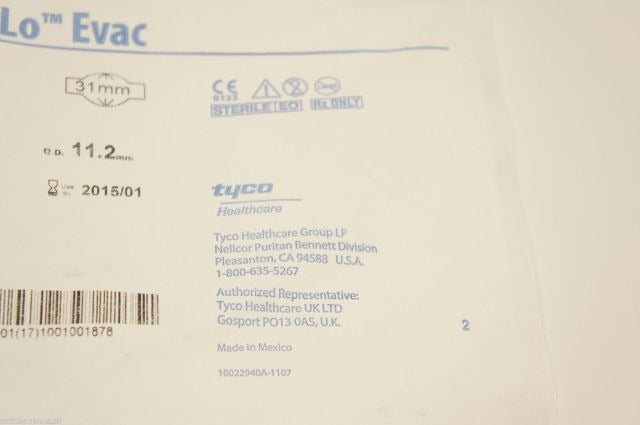 Lo™ Evac
31mm
CE
0123
STERILE EO
Rx ONLY
O.D. 11.2mm
Use By 2015/01
tyco
Healthcare
Tyco Healthcare Group LP
Nellcor Puritan Bennett Division
Pleasanton, CA 94588 U.S.A.
1-800-635-5267
Authorized Representative:
Tyco Healthcare UK LTD
Gosport PO13 0AS, U.K.
2
Made in Mexico
10022940A-1107
01(17)1001001878